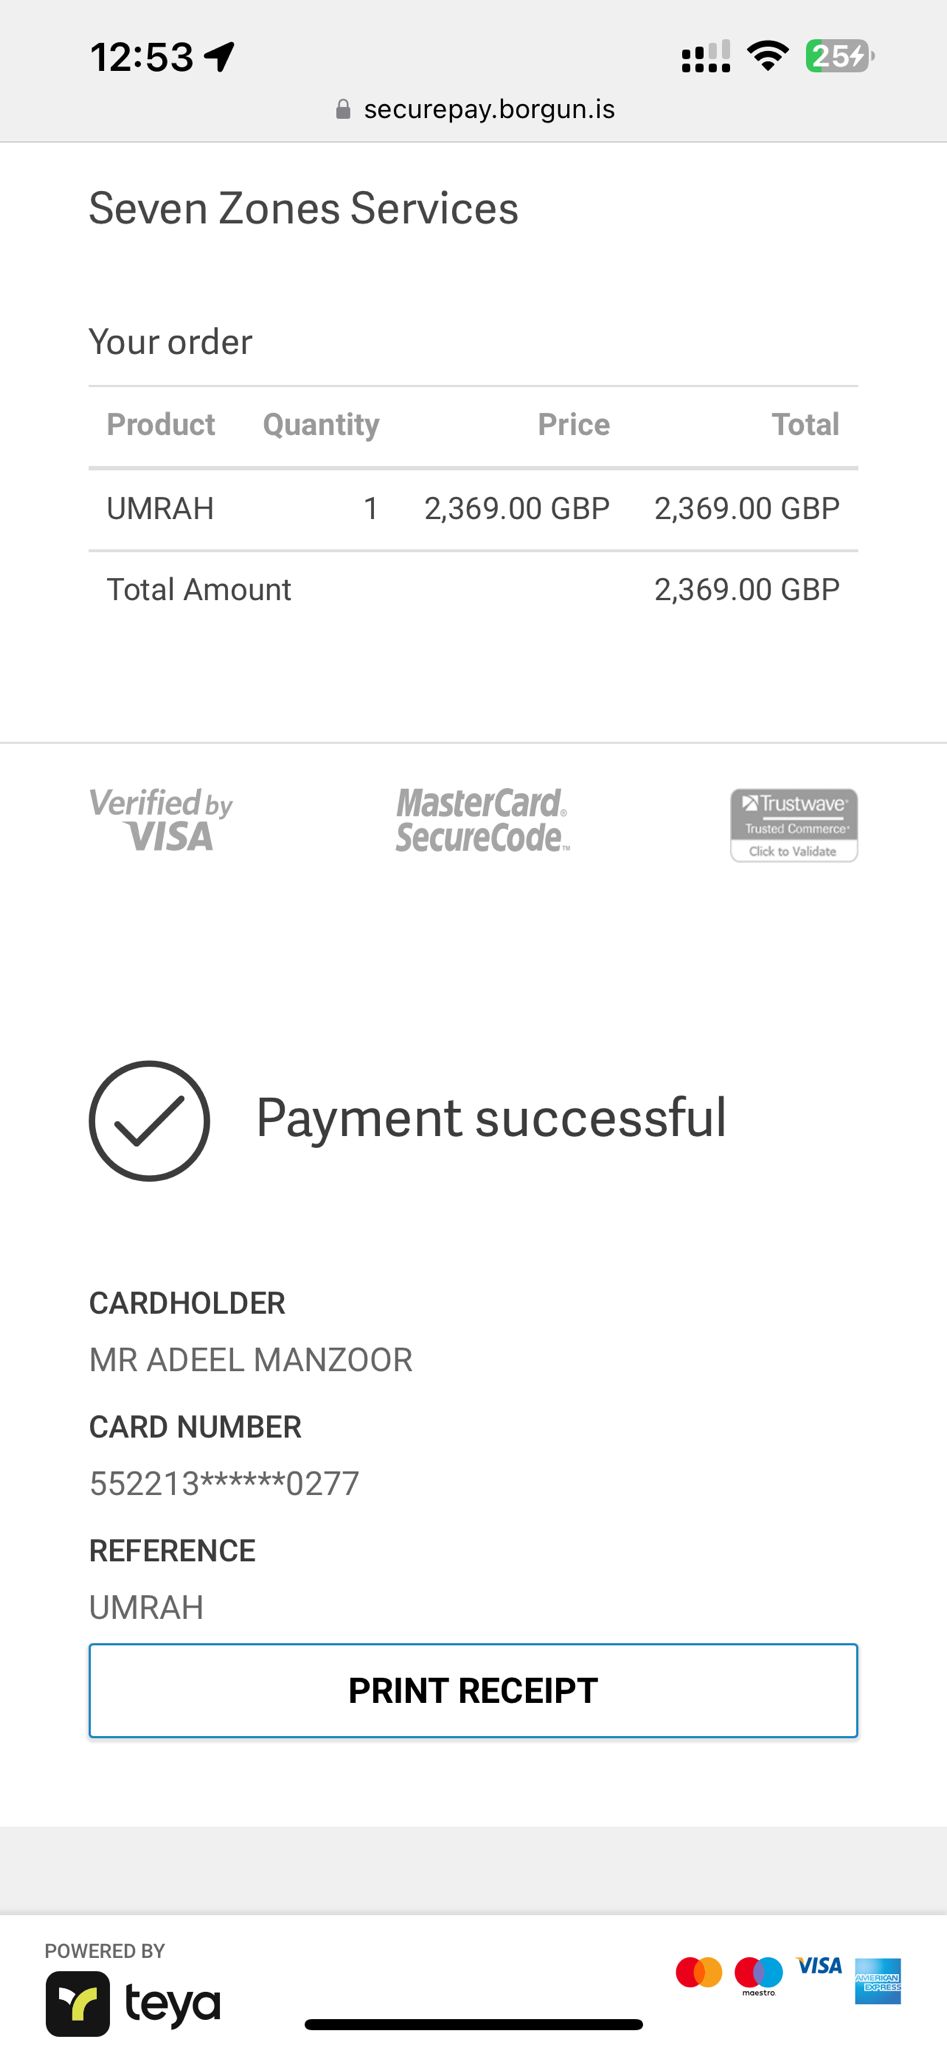 12:53
25
securepay.borgun.is
Seven Zones Services
Your order
Product Quantity Price Total
UMRAH 1 2,369.00 GBP 2,369.00 GBP
Total Amount 2,369.00 GBP
Verified by
VISA
MasterCard®
SecureCode™
Trustwave®
Trusted Commerce®
Click to Validate
Payment successful
CARDHOLDER
MR ADEEL MANZOOR
CARD NUMBER
552213******0277
REFERENCE
UMRAH
PRINT RECEIPT
POWERED BY
teya
maestro
VISA
AMERICAN
EXPRESS